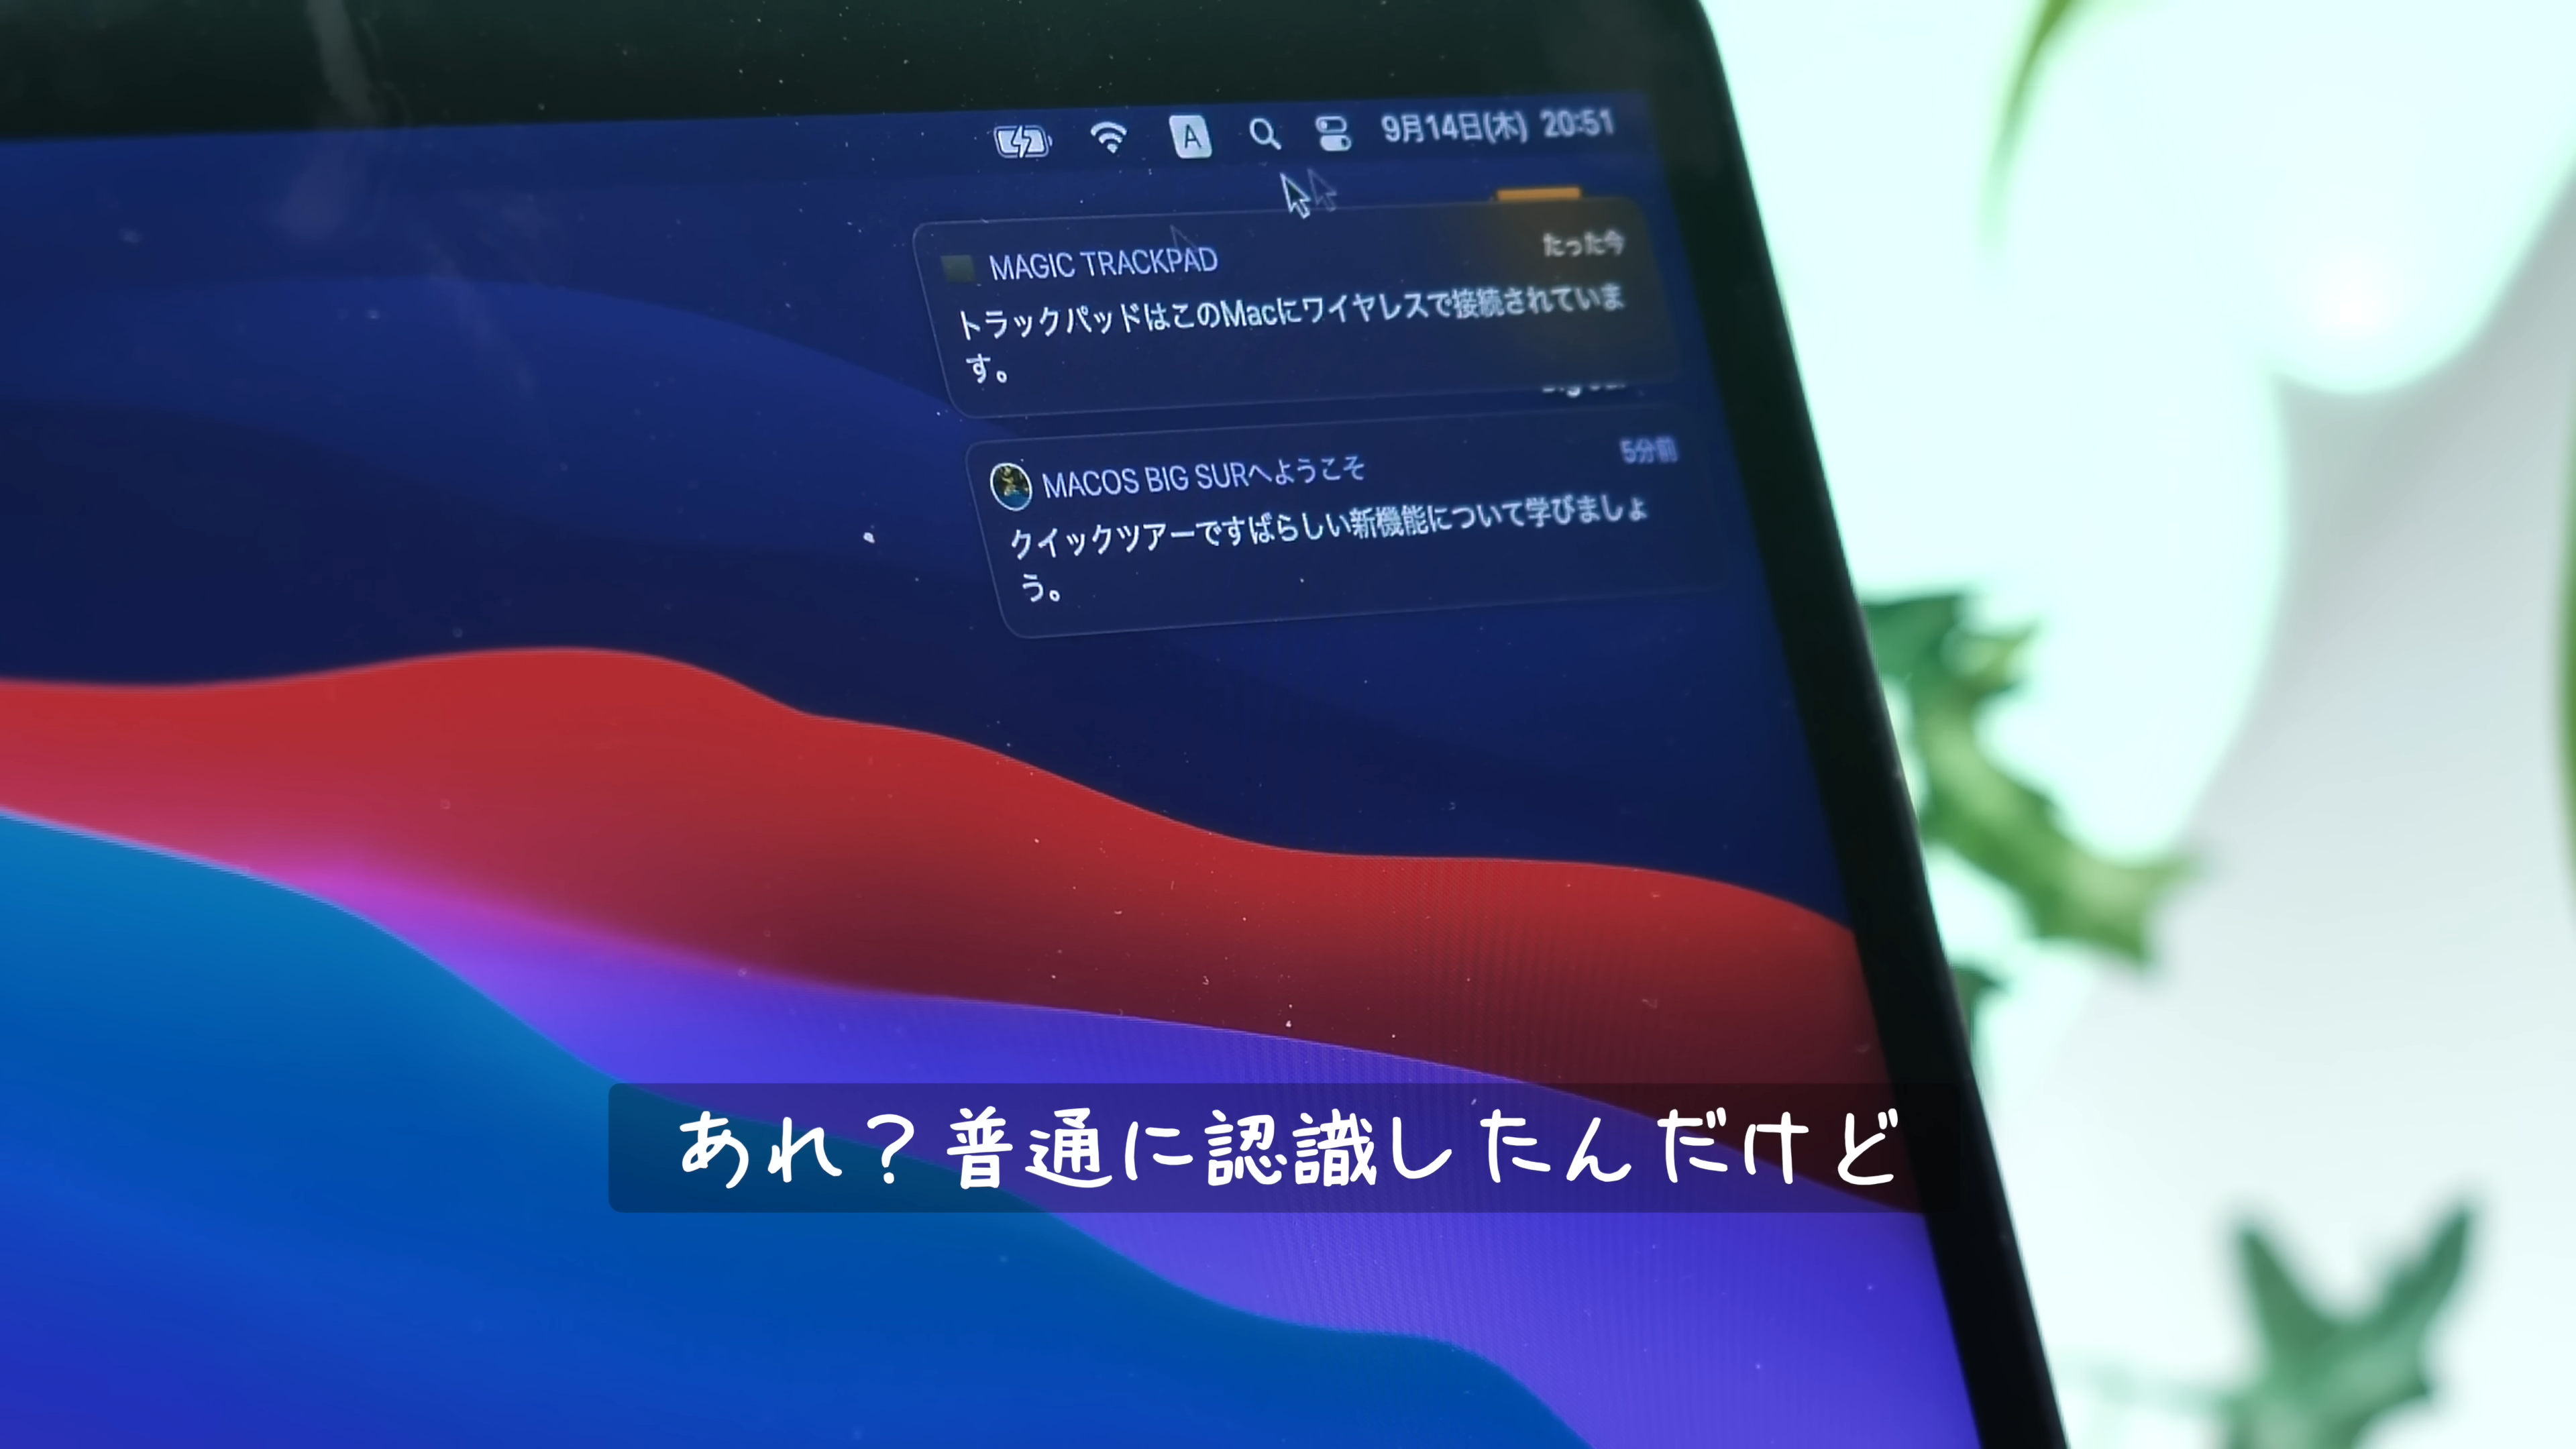 A
9月14日(木) 20:51
MAGIC TRACKPAD
たった今
トラックパッドはこのMacにワイヤレスで接続されていま
す。
MACOS BIG SURへようこそ
5分前
クイックツアーですばらしい新機能について学びましょ
う。
あれ？普通に認識したんだけど